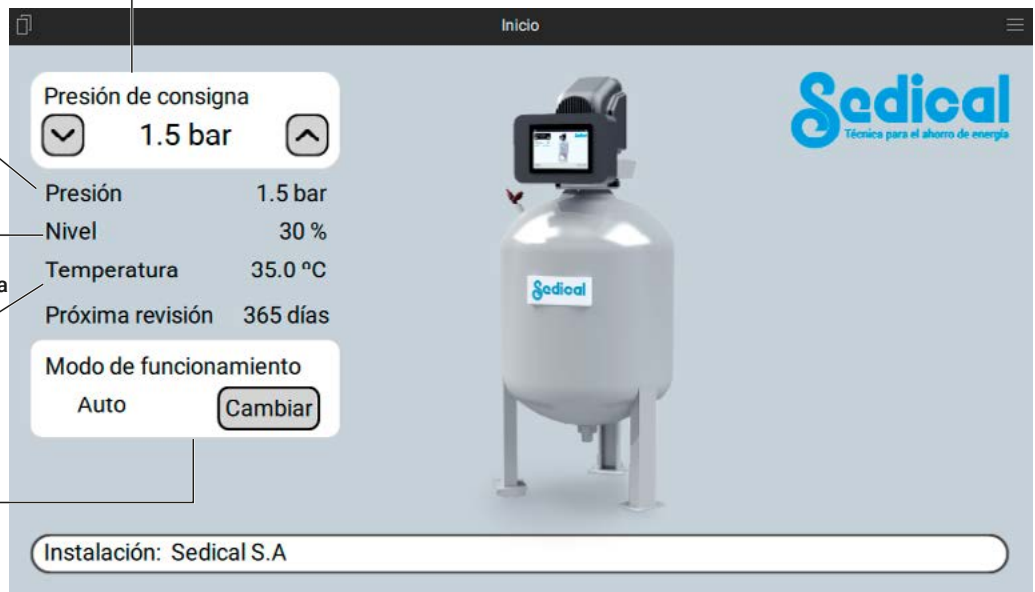 Inicio
Presión de consigna
1.5 bar
Sedical
Técnica para el ahorro de energía
Presión 1.5 bar
Nivel 30 %
Temperatura 35.0 ºC
a
Próxima revisión 365 días
Sedical
Modo de funcionamiento
Auto Cambiar
Instalación: Sedical S.A